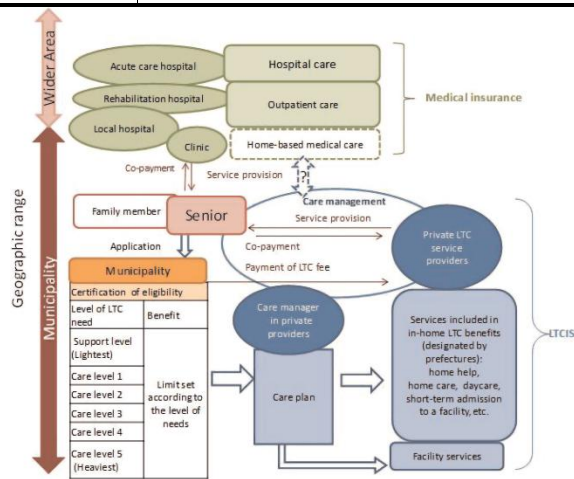 Wider Area
Geographic range
Municipality
Acute care hospital
Hospital care
Rehabilitation hospital
Outpatient care
Local hospital
Clinic
Home-based medical care
Medical insurance
Co-payment
Service provision
?
Care management
Family member
Senior
Service provision
Co-payment
Private LTC
service
providers
Application
Payment of LTC fee
Municipality
Certification of eligibility
Level of LTC
need
Benefit
Support level
(Lightest)
Care level 1
Care level 2
Care level 3
Care level 4
Care level 5
(Heaviest)
Limit set
according to
the level of
needs
Care manager
in private
providers
Care plan
Services included in
in-home LTC benefits
(designated by
prefectures):
home help,
home care, daycare,
short-term admission
to a facility, etc.
Facility services
LTCIS